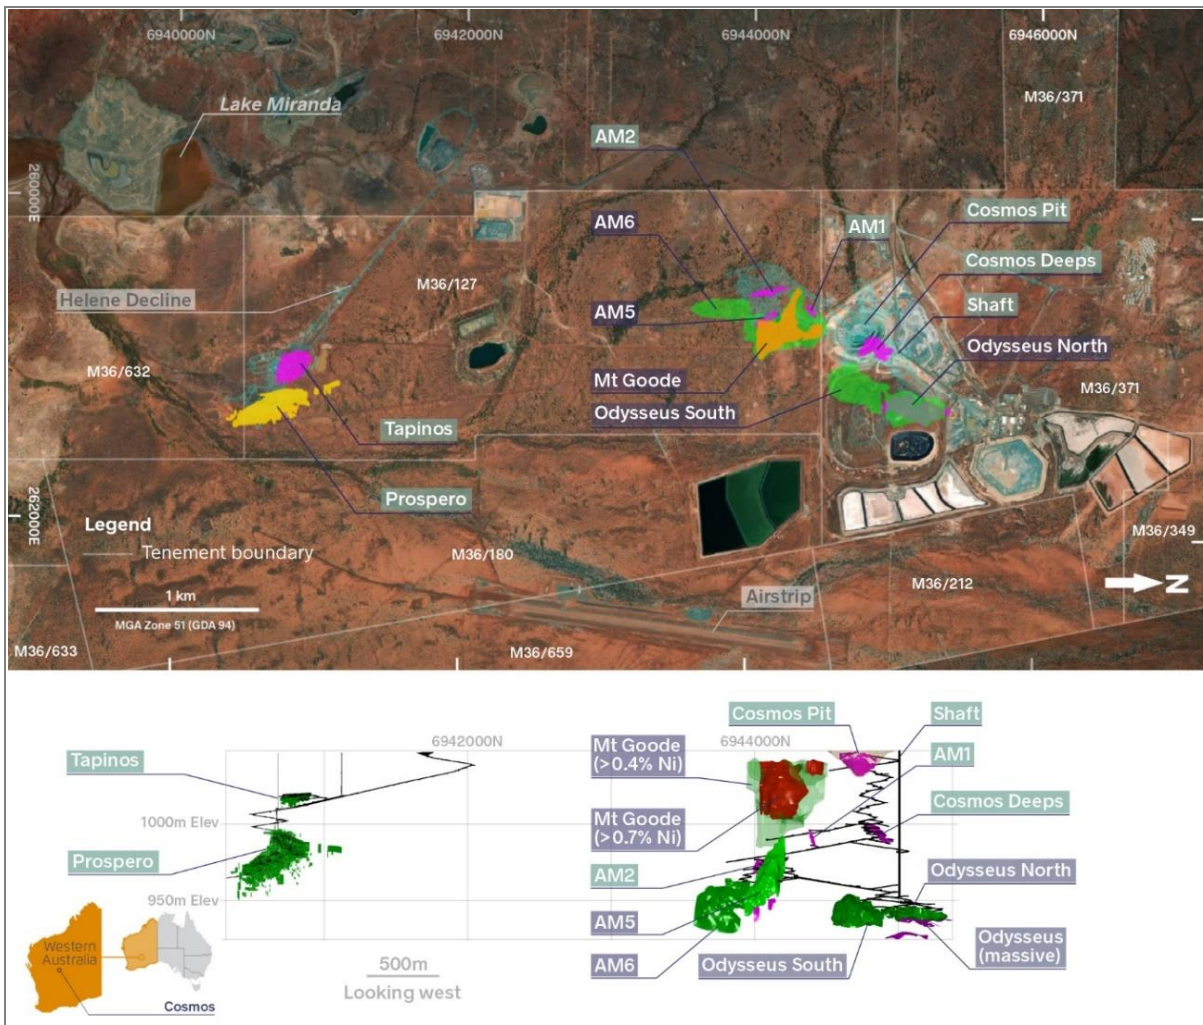 6940000N
6942000N
6944000N
6946000N
M36/371
Lake Miranda
AM2
2600000E
Cosmos Pit
AM6
AM1
Cosmos Deeps
M36/127
Helene Decline
AM5
Shaft
Odysseus North
M36/632
Mt Goode
M36/371
Odysseus South
Tapinos
Prospero
2620000E
Legend
Tenement boundary
M36/180
M36/349
M36/212
N
1 km
Airstrip
MGA Zone 51 (GDA 94)
M36/633
M36/659
Cosmos Pit
Shaft
6942000N
6944000N
Tapinos
Mt Goode
(>0.4% Ni)
AM1
Cosmos Deeps
1000m Elev
Mt Goode
(>0.7% Ni)
Prospero
AM2
Odysseus North
950m Elev
AM5
Western
Australia
Odysseus
(massive)
500m
AM6
Odysseus South
Looking west
Cosmos